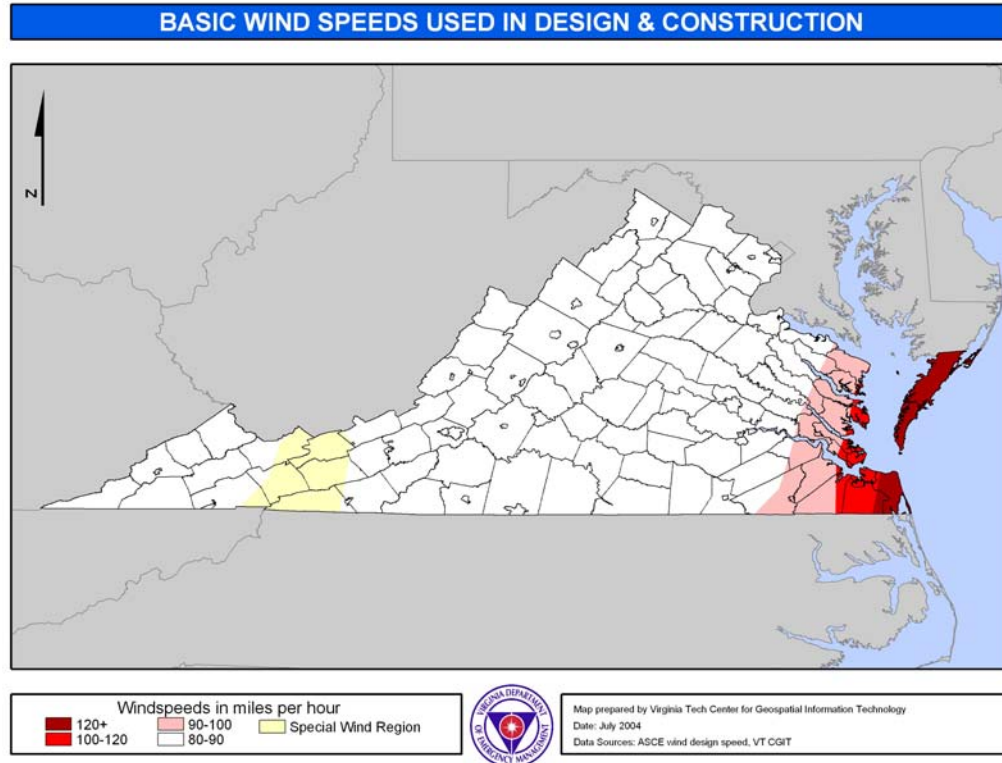 BASIC WIND SPEEDS USED IN DESIGN & CONSTRUCTION
N
Windspeeds in miles per hour
120+
90-100
Special Wind Region
100-120
80-90
VIRGINIA DEPARTMENT
OF EMERGENCY MANAGEMENT
Map prepared by Virginia Tech Center for Geospatial Information Technology
Date: July 2004
Data Sources: ASCE wind design speed, VT CGIT